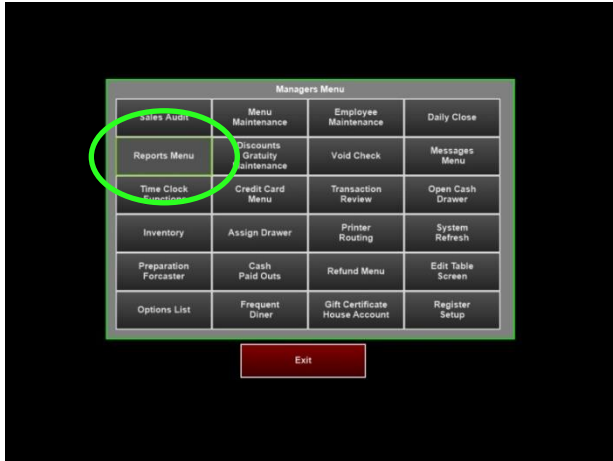 Managers Menu
Sales Audit
Menu
Maintenance
Employee
Maintenance
Daily Close
Reports Menu
Discounts
Gratuity
Maintenance
Void Check
Messages
Menu
Time Clock
Functions
Credit Card
Menu
Transaction
Review
Open Cash
Drawer
Inventory
Assign Drawer
Printer
Routing
System
Refresh
Preparation
Forcaster
Cash
Paid Outs
Refund Menu
Edit Table
Screen
Options List
Frequent
Diner
Gift Certificate
House Account
Register
Setup
Exit